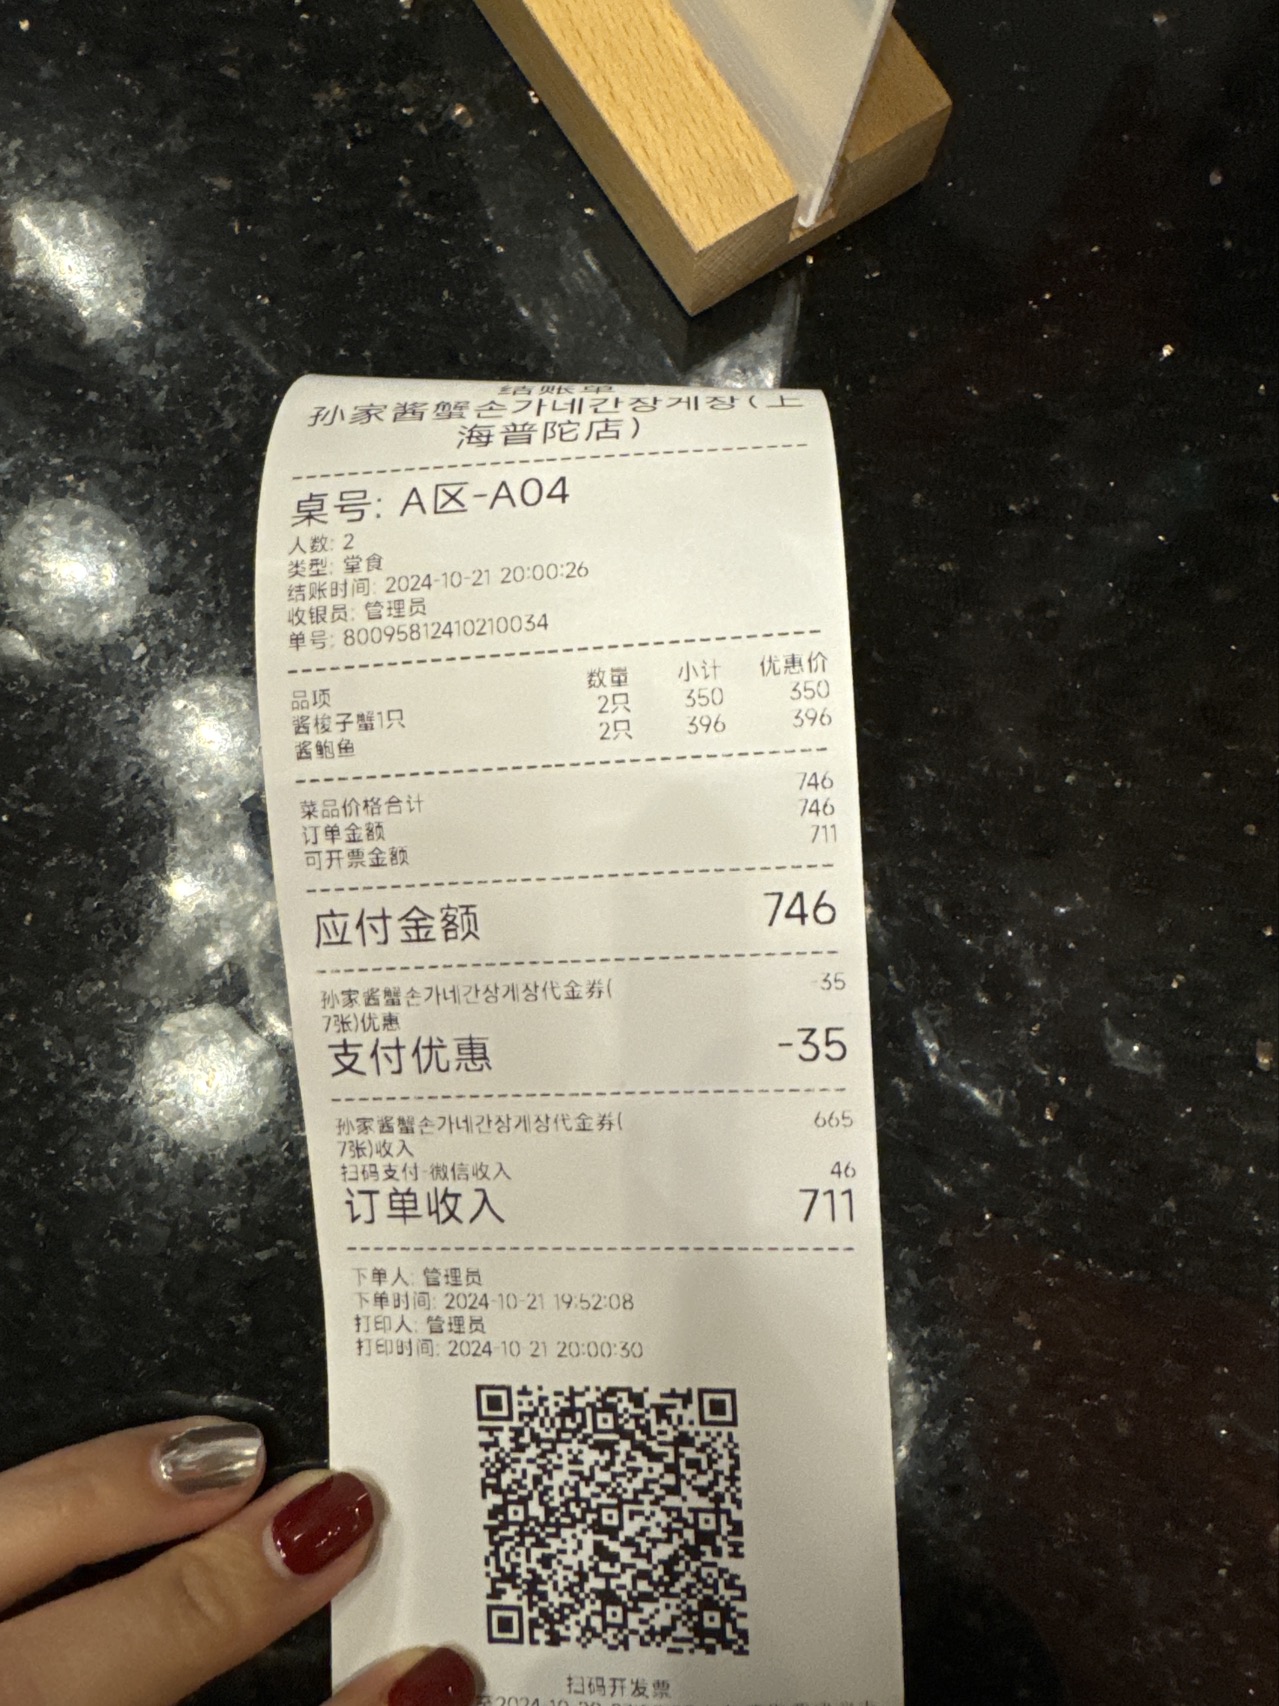 结账单
孙家酱蟹손가네간장게장(上
海普陀店)
桌号: A区-A04
人数: 2
类型: 堂食
结账时间: 2024-10-21 20:00:26
收银员: 管理员
单号: 80095812410210034
品项 数量 小计 优惠价
酱梭子蟹1只 2只 350 350
酱鲍鱼 2只 396 396
菜品价格合计 746
订单金额 746
可开票金额 711
应付金额 746
孙家酱蟹손가네간장게장代金券( -35
7张)优惠
支付优惠 -35
孙家酱蟹손가네간장게장代金券( 665
7张)收入
扫码支付-微信收入 46
订单收入 711
下单人: 管理员
下单时间: 2024-10-21 19:52:08
打印人: 管理员
打印时间: 2024-10-21 20:00:30
扫码开发票